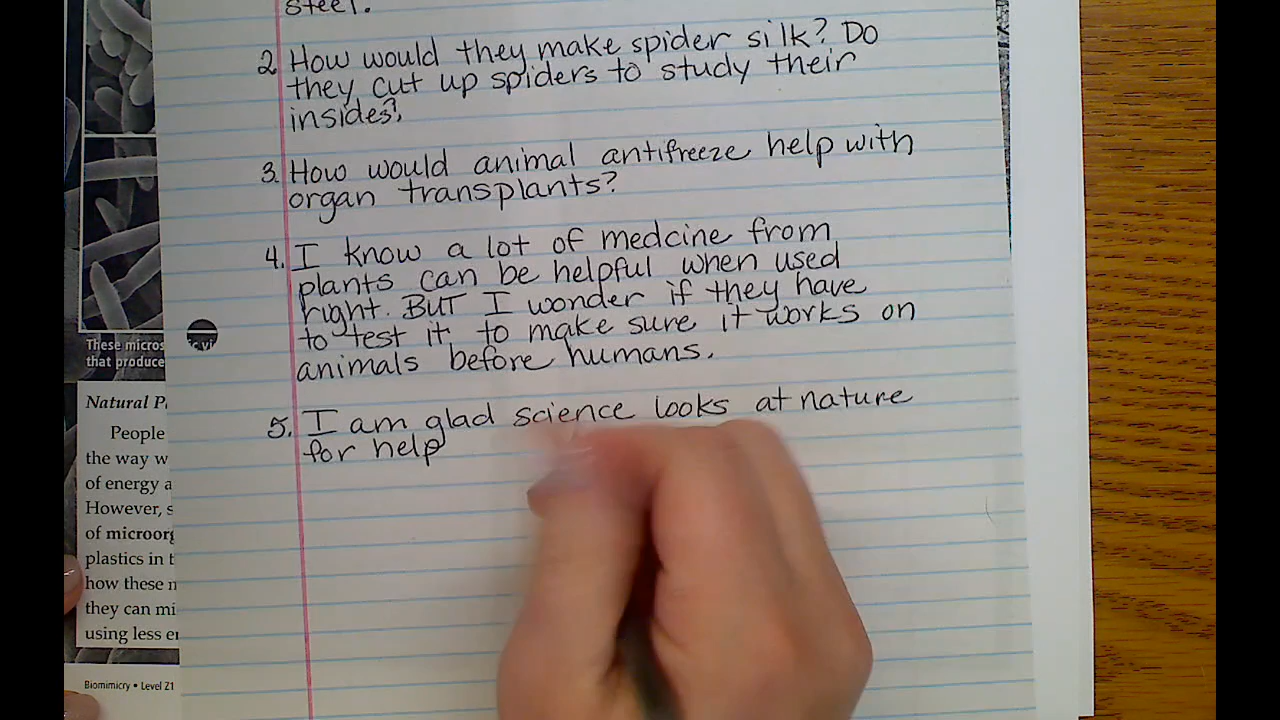 steel.
2. How would they make spider silk? Do
they cut up spiders to study their
insides?
3. How would animal antifreeze help with
organ transplants?
4. I know a lot of medcine from
plants can be helpful when used
right. BUT I wonder if they have
to test it to make sure it works on
animals before humans.
5. I am glad science looks at nature
for help
These micros
that produce
Natural P
People
the way w
of energy a
However, s
of microorg
plastics in t
how these
they can mi
using less
Biomimicry • Level Z1